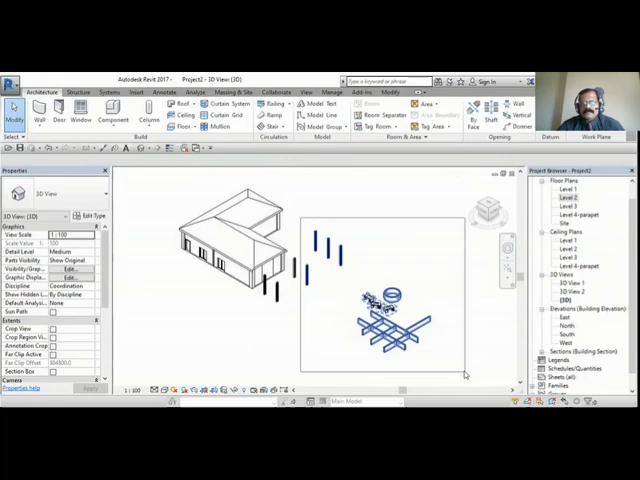 Autodesk Revit 2017 - Project2 - 3D View: {3D}
Type a keyword or phrase
Sign In
Architecture Structure Systems Insert Annotate Analyze Massing & Site Collaborate View Manage Add-Ins Modify
Modify Wall Door Window Component Column
Roof Curtain System Railing Model Text Room Area By Face Shaft Wall
Ceiling Curtain Grid Ramp Model Line Room Separator Area Boundary Vertical
Floor Mullion Stair Model Group Tag Room Tag Area Dormer
Select Build Circulation Model Room & Area Opening Datum Work Plane
Properties
3D View
3D View: {3D} Edit Type
Graphics
View Scale 1 : 100
Scale Value 1: 100
Detail Level Medium
Parts Visibility Show Original
Visibility/Grap... Edit...
Graphic Displa... Edit...
Discipline Coordination
Show Hidden L... By Discipline
Default Analysi... None
Sun Path
Extents
Crop View
Crop Region Vi...
Annotation Crop
Far Clip Active
Far Clip Offset 304800.0
Section Box
Camera
Properties help Apply
1 : 100
Main Model
Project Browser - Project2
Floor Plans
Level 1
Level 2
Level 3
Level 4-parapet
Site
Ceiling Plans
Level 1
Level 2
Level 3
Level 4-parapet
3D Views
3D View 1
3D View 2
{3D}
Elevations (Building Elevation)
East
North
South
West
Sections (Building Section)
Legends
Schedules/Quantities
Sheets (all)
Families